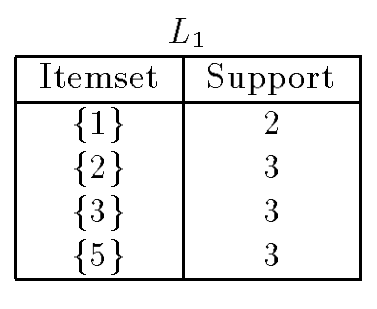 L1
Itemset Support
{1} 2
{2} 3
{3} 3
{5} 3